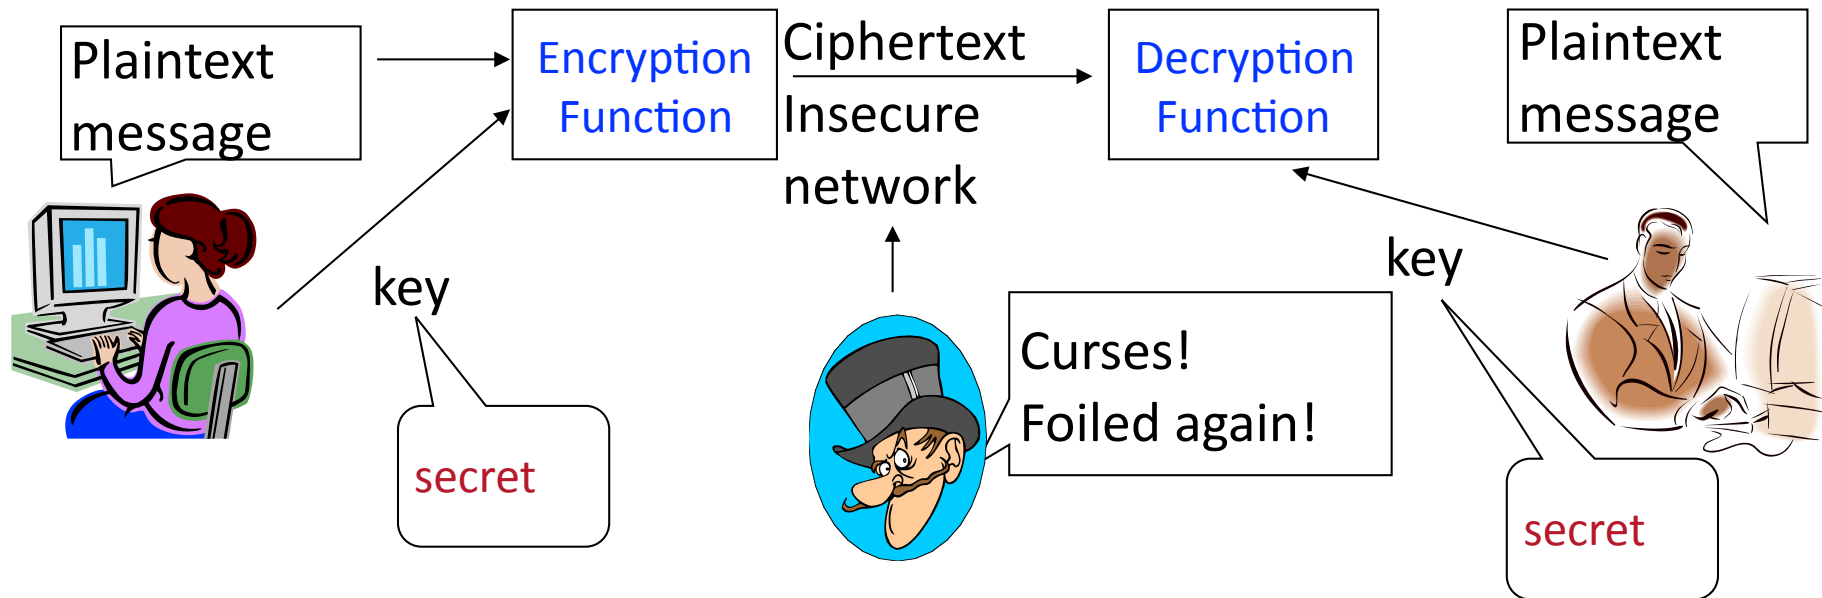 Plaintext
message
Encryption
Function
Ciphertext
Insecure
network
Decryption
Function
Plaintext
message
key
secret
Curses!
Foiled again!
key
secret